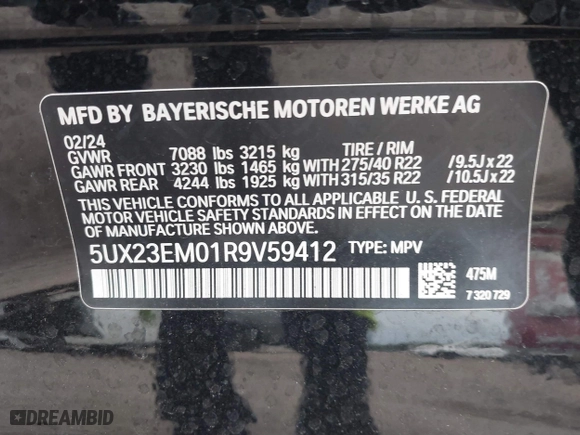 MFD BY BAYERISCHE MOTOREN WERKE AG
02/24
GVWR 7088 lbs 3215 kg TIRE / RIM
GAWR FRONT 3230 lbs 1465 kg WITH 275/40 R22 / 9.5J x 22
GAWR REAR 4244 lbs 1925 kg WITH 315/35 R22 / 10.5J x 22
THIS VEHICLE CONFORMS TO ALL APPLICABLE U. S. FEDERAL
MOTOR VEHICLE SAFETY STANDARDS IN EFFECT ON THE DATE
OF MANUFACTURE SHOWN ABOVE.
5UX23EM01R9V59412 TYPE: MPV
475M
7 320 729
DREAMBID